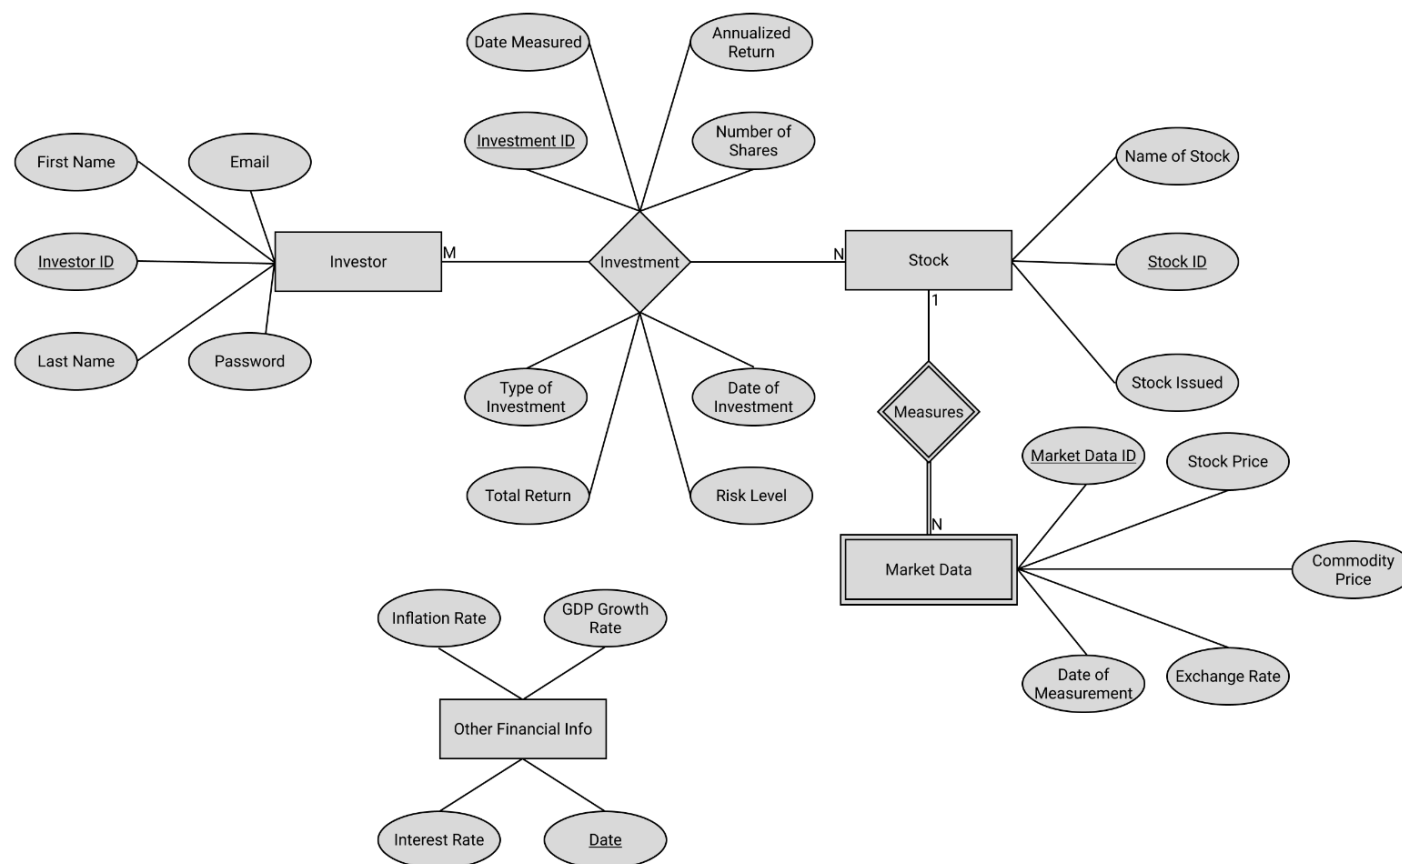 Date Measured
Annualized
Return
Investment ID
Number of
Shares
First Name
Email
Name of Stock
Investor ID
Investor
M
Investment
N
Stock
Stock ID
1
Last Name
Password
Type of
Investment
Date of
Investment
Stock Issued
Measures
Total Return
Risk Level
Market Data ID
Stock Price
N
Market Data
Commodity
Price
Date of
Measurement
Exchange Rate
Inflation Rate
GDP Growth
Rate
Other Financial Info
Interest Rate
Date